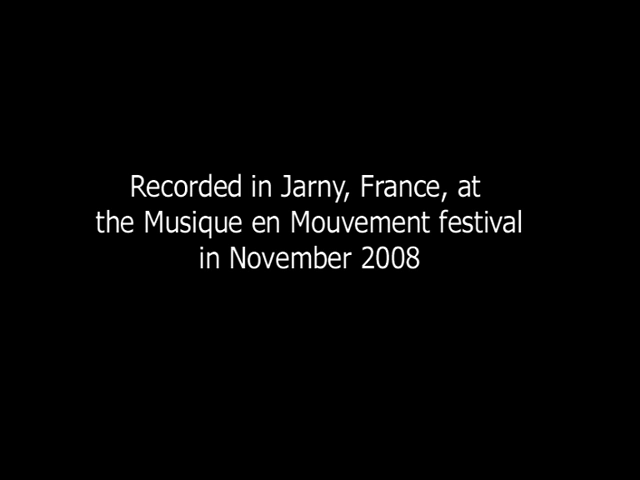 Recorded in Jarny, France, at
the Musique en Mouvement festival
in November 2008